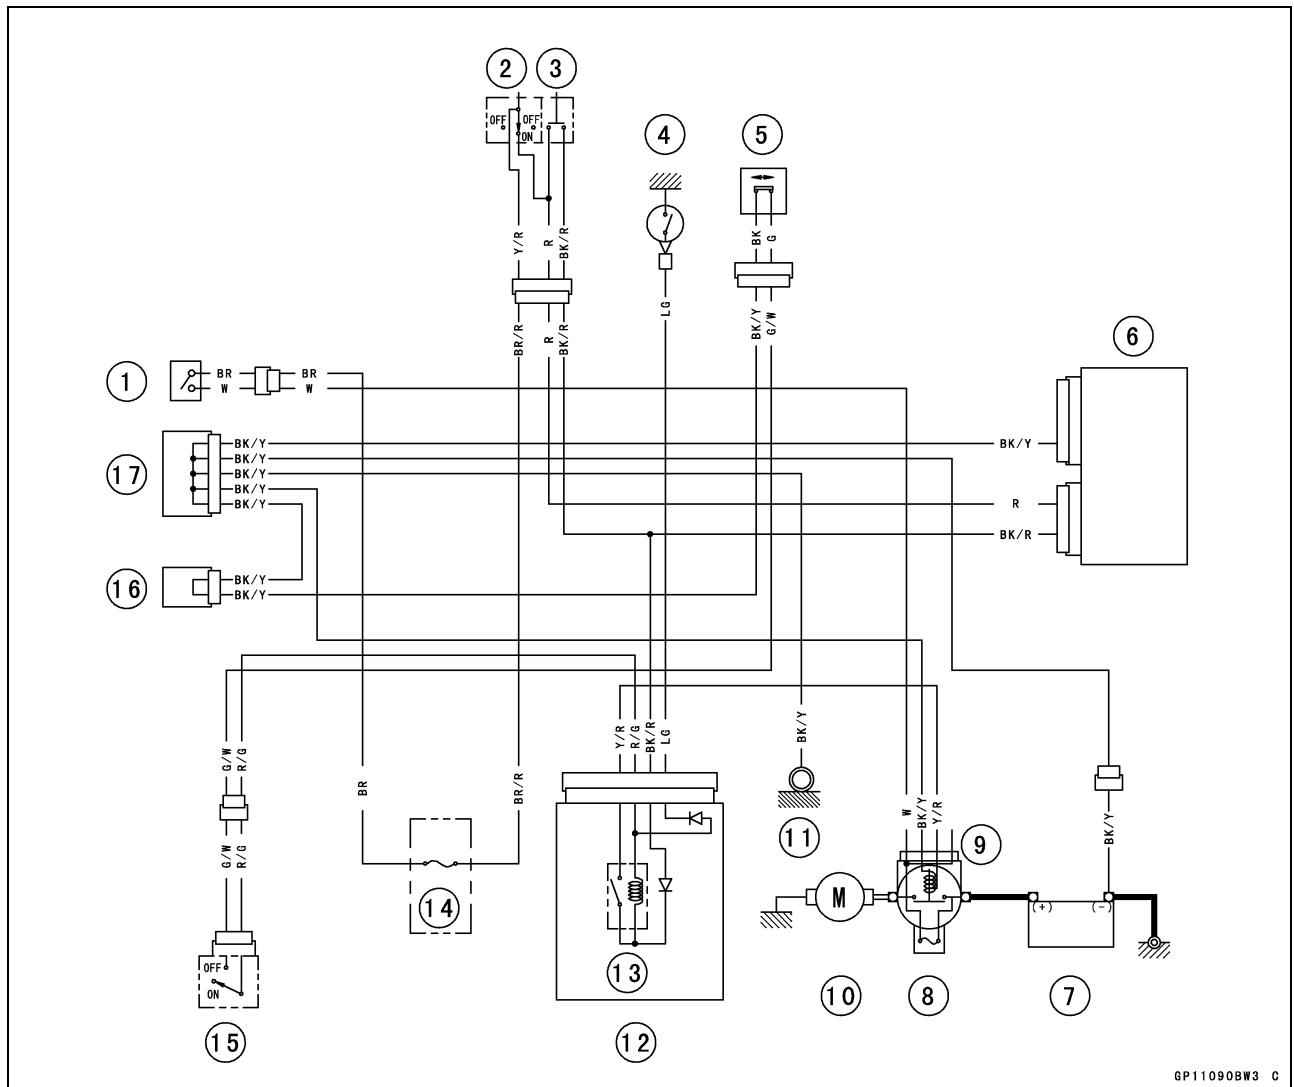 2 3
OFF OFF
ON
4 5
Y/R R BK/R
BK G
LG
BR/R R BK/R
BK/Y G/W
6
1 BR BR
W W
17 BK/Y BK/Y
BK/Y
BK/Y
BK/Y R
BK/Y
BK/R
16 BK/Y
BK/Y
G/W R/G
Y/R R/G BK/R LG
BK/Y
BR
BR/R
W BK/Y Y/R
BK/Y
G/W R/G
11 9
14
M
(+) (-)
OFF
ON
13
10 8 7
15 12
GP11090BW3 C